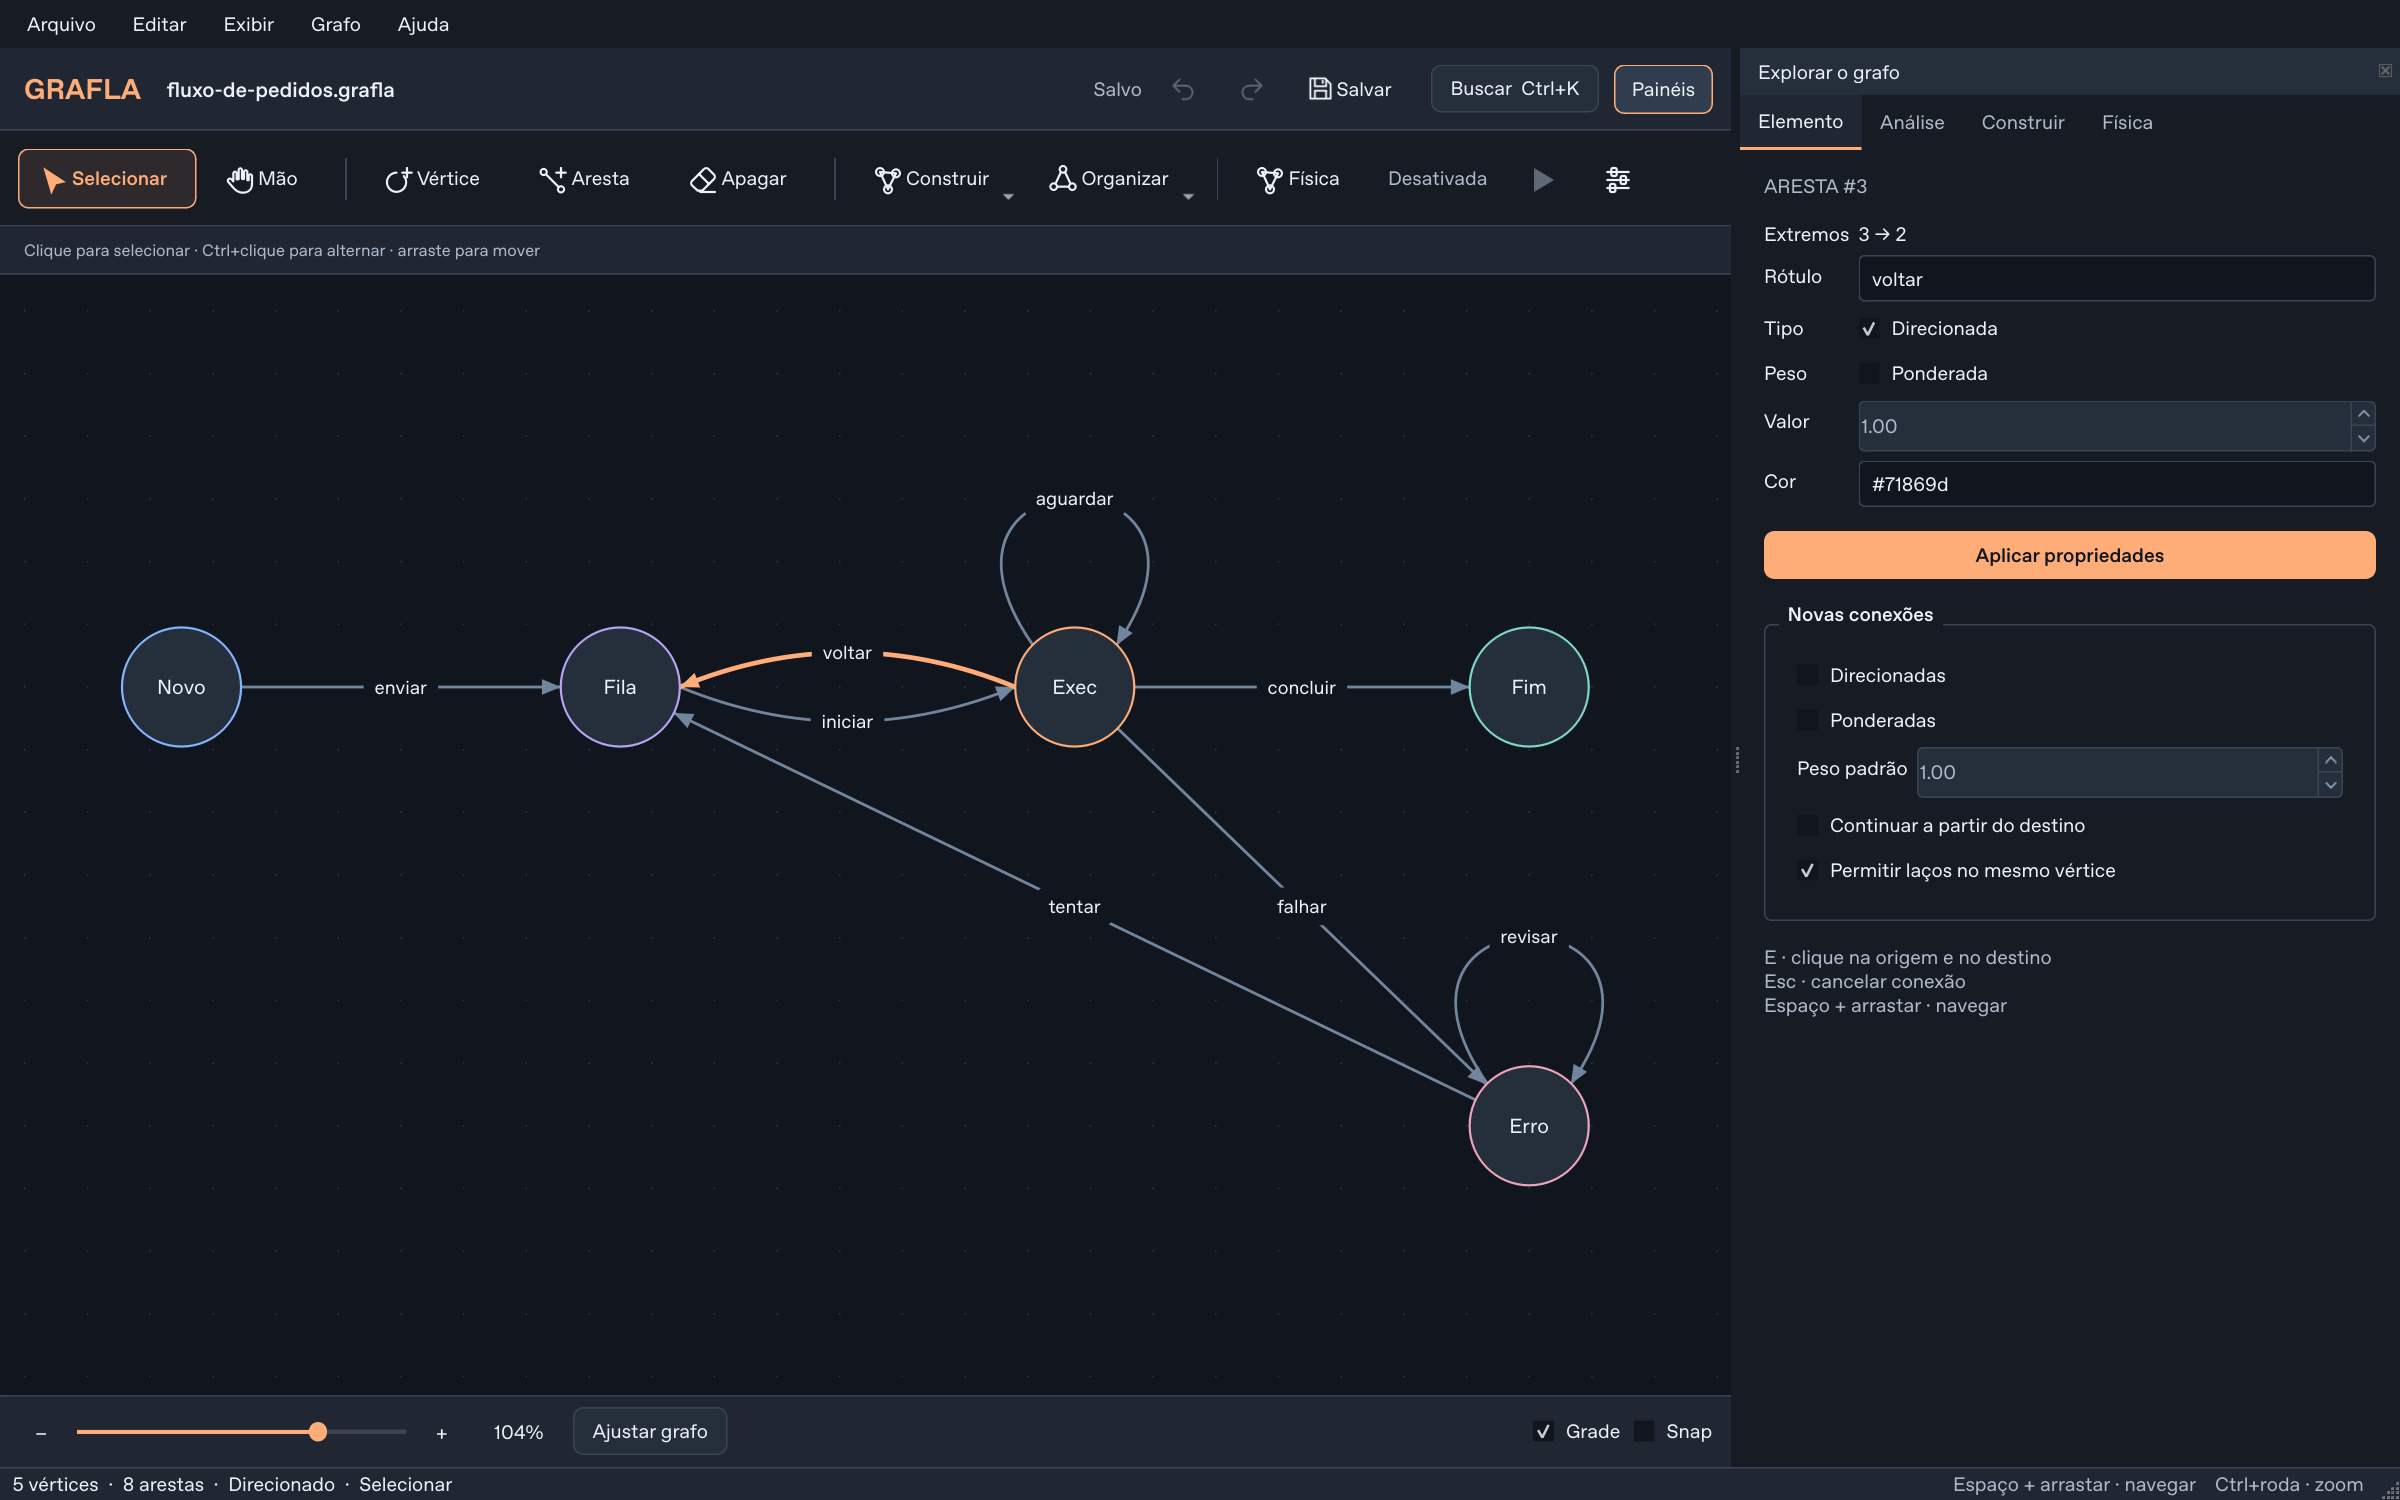 Arquivo Editar Exibir Grafo Ajuda
GRAFLA fluxo-de-pedidos.grafla Salvo Salvar Buscar Ctrl+K Painéis
Selecionar Mão Vértice Aresta Apagar Construir Organizar Física Desativada
Clique para selecionar · Ctrl+clique para alternar · arraste para mover
aguardar
voltar
Novo enviar Fila Exec concluir Fim
iniciar
tentar falhar
revisar
Erro
− + 104% Ajustar grafo Grade Snap
Explorar o grafo
Elemento Análise Construir Física
ARESTA #3
Extremos 3 → 2
Rótulo voltar
Tipo Direcionada
Peso Ponderada
Valor 1.00
Cor #71869d
Aplicar propriedades
Novas conexões
Direcionadas
Ponderadas
Peso padrão 1.00
Continuar a partir do destino
Permitir laços no mesmo vértice
E · clique na origem e no destino
Esc · cancelar conexão
Espaço + arrastar · navegar
5 vértices · 8 arestas · Direcionado · Selecionar Espaço + arrastar · navegar Ctrl+roda · zoom